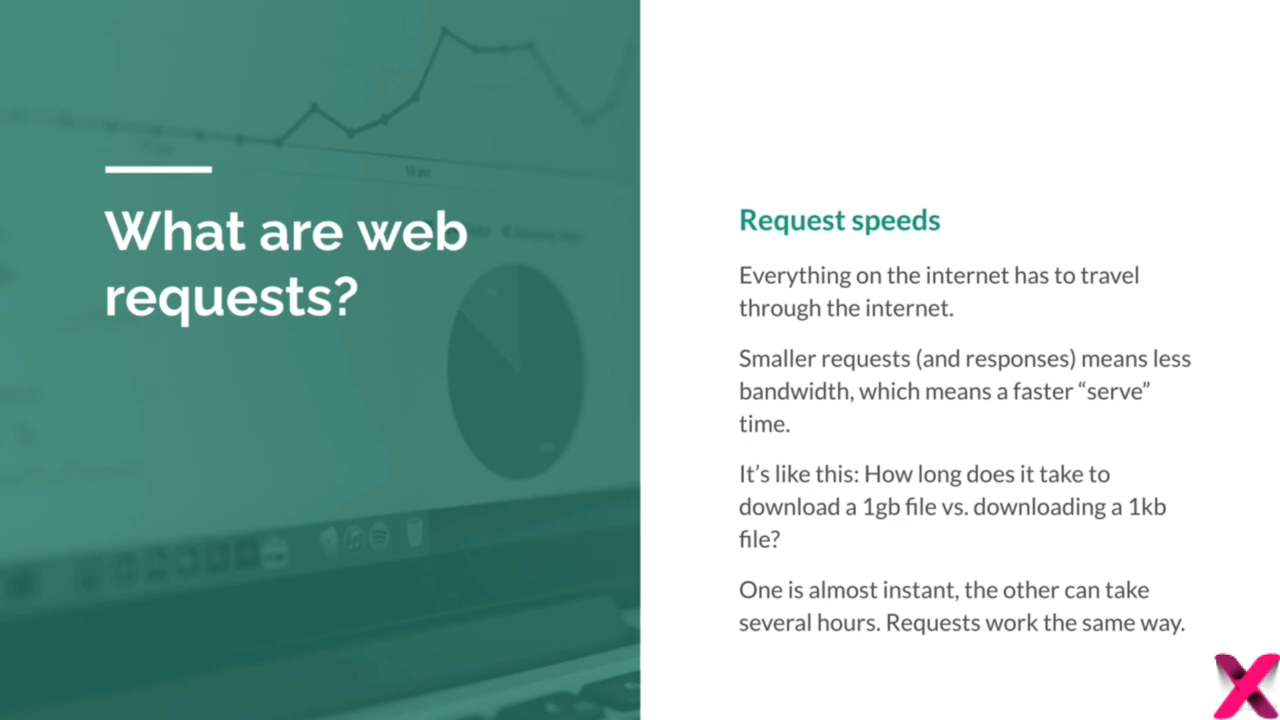 What are web
requests?
Request speeds
Everything on the internet has to travel
through the internet.
Smaller requests (and responses) means less
bandwidth, which means a faster “serve”
time.
It’s like this: How long does it take to
download a 1gb file vs. downloading a 1kb
file?
One is almost instant, the other can take
several hours. Requests work the same way.